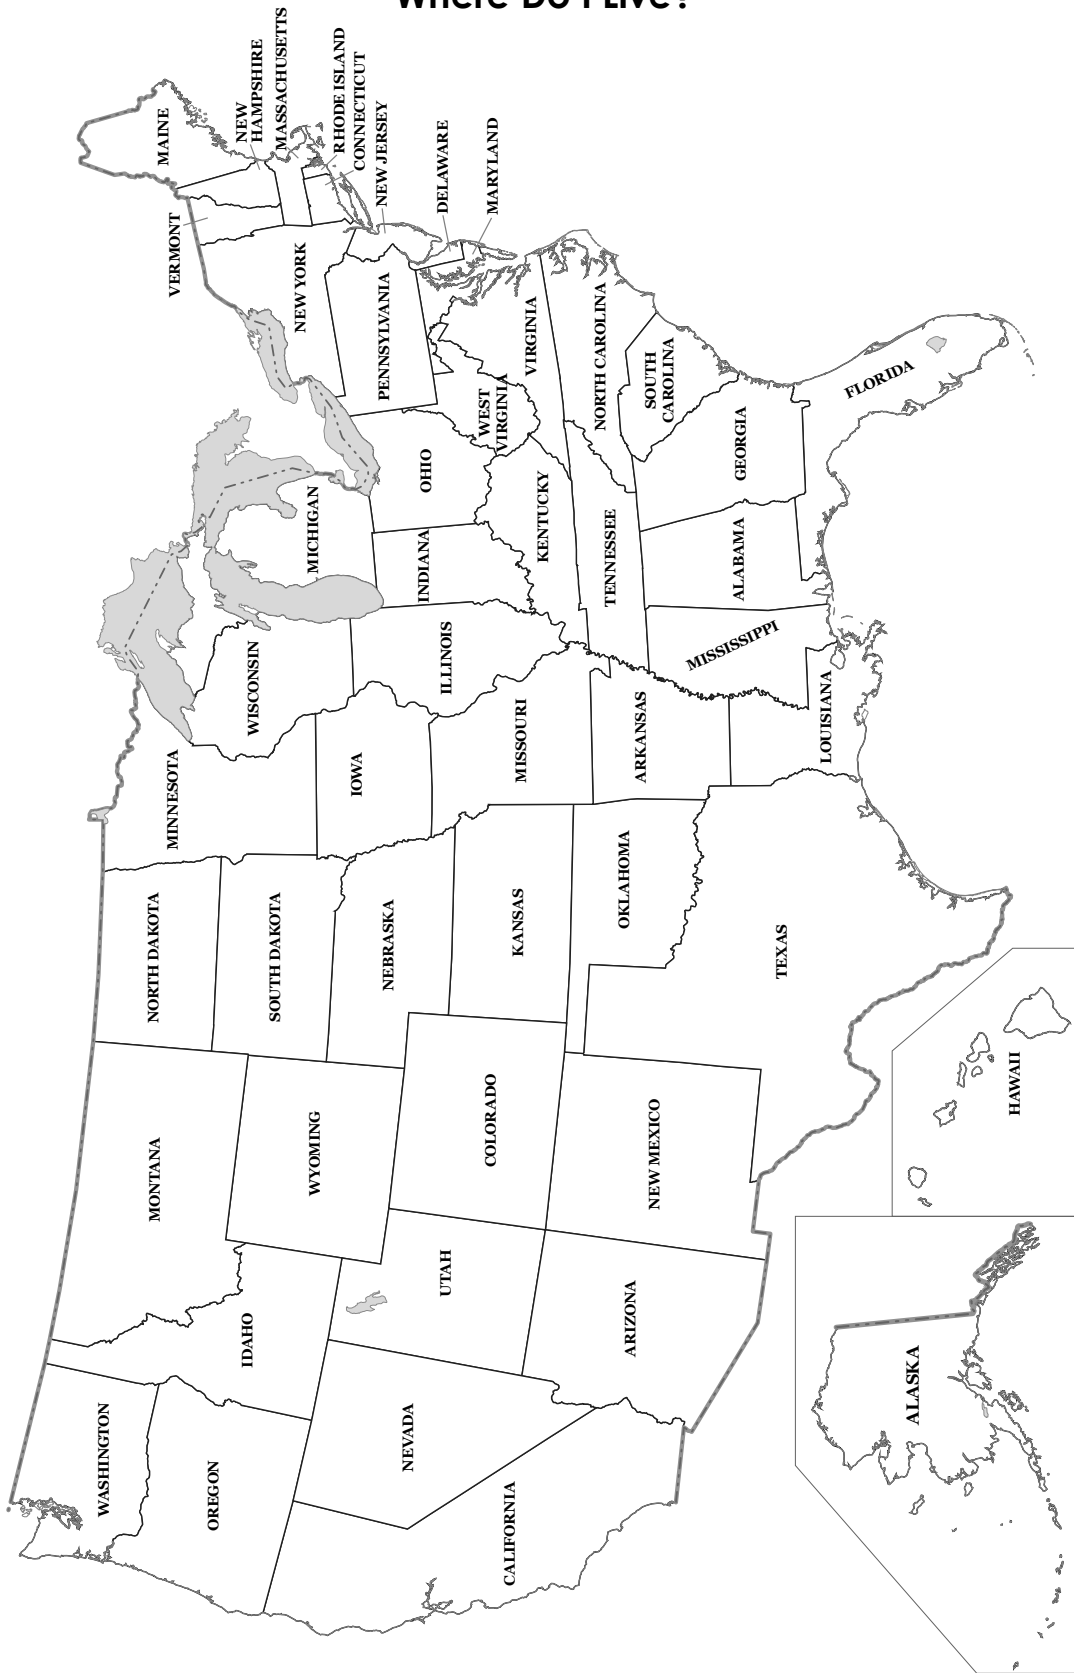 Where Do I Live?
MAINE
NEW
HAMPSHIRE
MASSACHUSETTS
RHODE ISLAND
CONNECTICUT
NEW JERSEY
DELAWARE
MARYLAND
VERMONT
NEW YORK
PENNSYLVANIA
VIRGINIA
WEST
VIRGINIA
NORTH CAROLINA
SOUTH
CAROLINA
GEORGIA
FLORIDA
OHIO
MICHIGAN
INDIANA
KENTUCKY
TENNESSEE
ALABAMA
MISSISSIPPI
WISCONSIN
ILLINOIS
MINNESOTA
IOWA
MISSOURI
ARKANSAS
LOUISIANA
NORTH DAKOTA
SOUTH DAKOTA
NEBRASKA
KANSAS
OKLAHOMA
TEXAS
MONTANA
WYOMING
COLORADO
NEW MEXICO
IDAHO
UTAH
ARIZONA
WASHINGTON
OREGON
NEVADA
CALIFORNIA
HAWAII
ALASKA